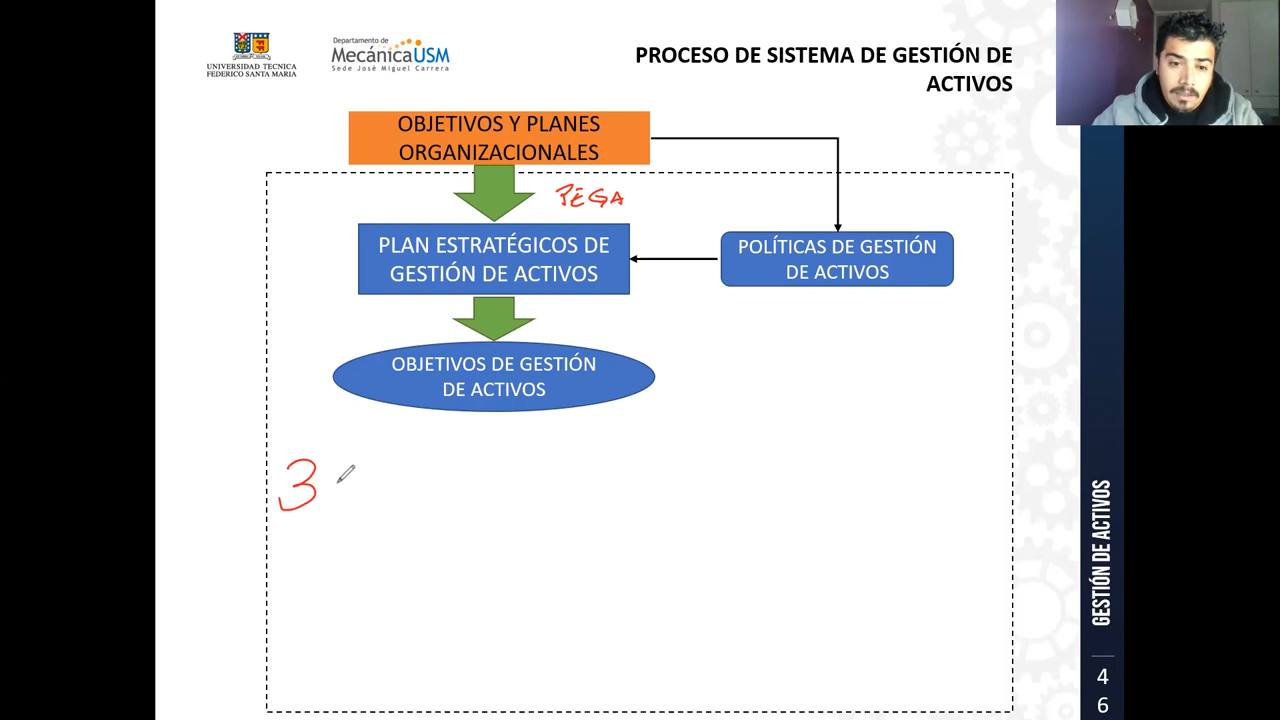 UNIVERSIDAD TECNICA
FEDERICO SANTA MARIA
Departamento de
MecánicaUSM
Sede José Miguel Carrera
PROCESO DE SISTEMA DE GESTIÓN DE
ACTIVOS
OBJETIVOS Y PLANES
ORGANIZACIONALES
PEGA
PLAN ESTRATÉGICOS DE
GESTIÓN DE ACTIVOS
POLÍTICAS DE GESTIÓN
DE ACTIVOS
OBJETIVOS DE GESTIÓN
DE ACTIVOS
3
GESTIÓN DE ACTIVOS
4
6